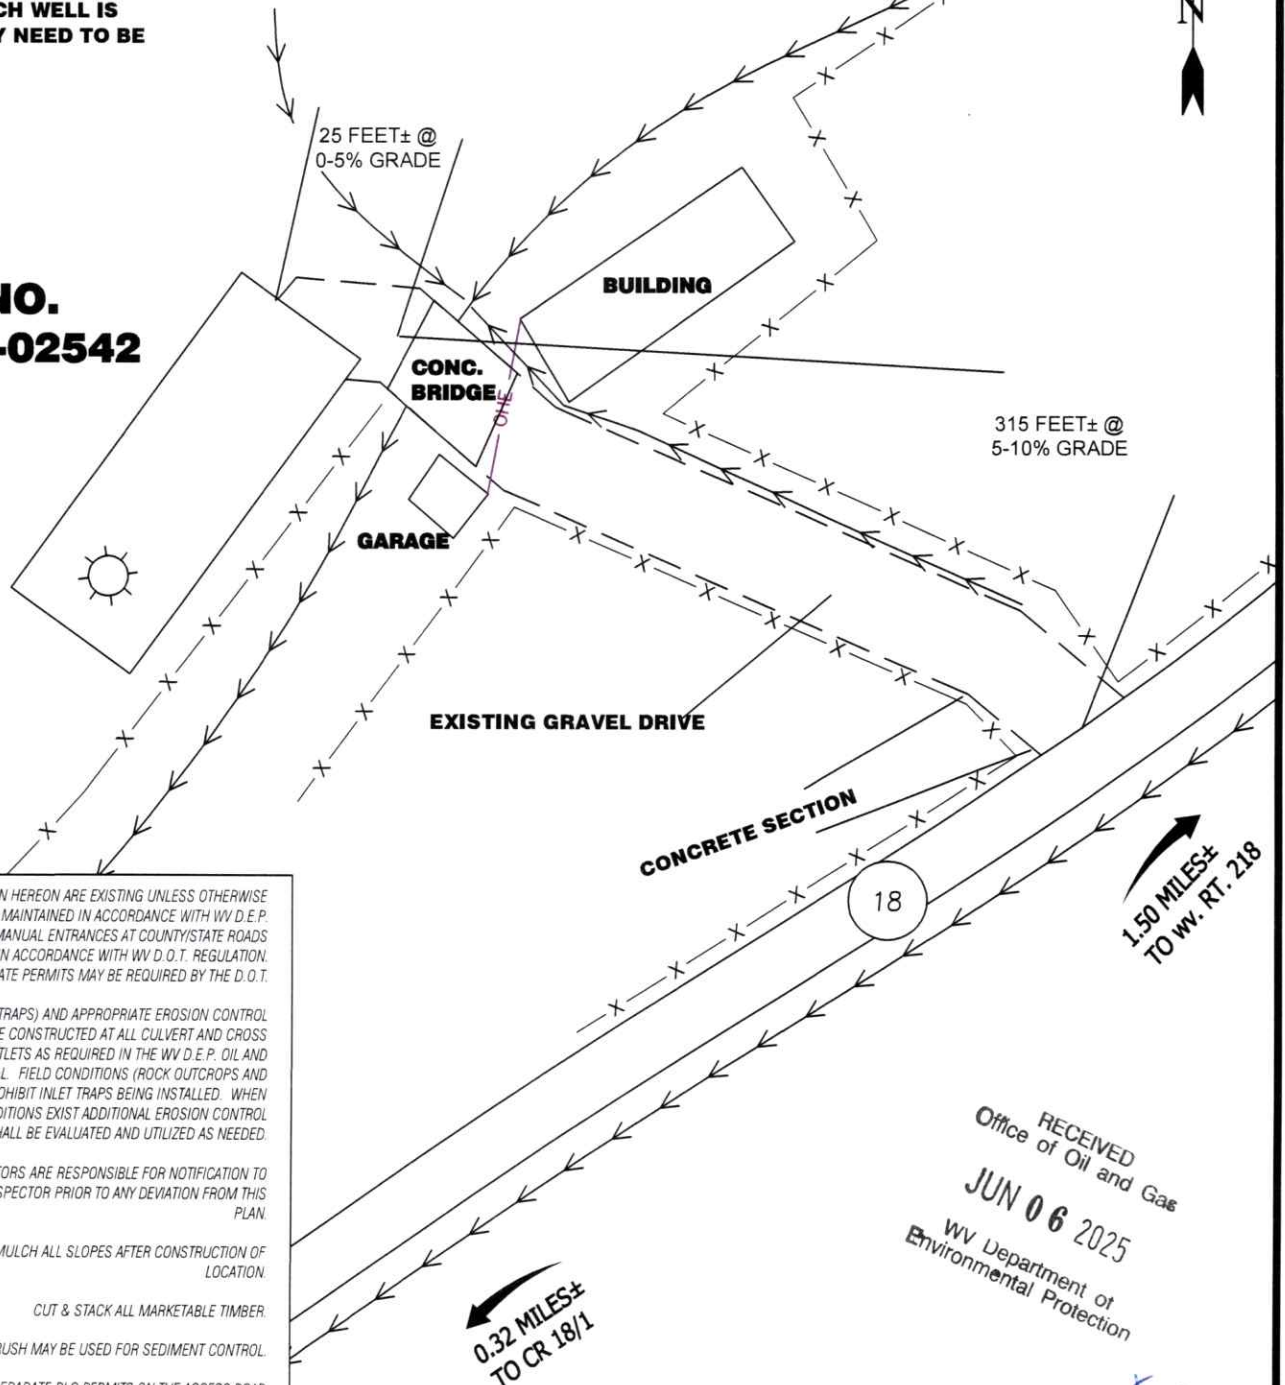 CH WELL IS
Y NEED TO BE
N
25 FEET± @
0-5% GRADE
BUILDING
NO.
-02542
CONC.
BRIDGE
OHE
315 FEET± @
5-10% GRADE
GARAGE
EXISTING GRAVEL DRIVE
CONCRETE SECTION
18
1.50 MILES±
TO WV. RT. 218
N HEREON ARE EXISTING UNLESS OTHERWISE
MAINTAINED IN ACCORDANCE WITH WV D.E.P.
MANUAL ENTRANCES AT COUNTY/STATE ROADS
N ACCORDANCE WITH WV D.O.T. REGULATION.
ATE PERMITS MAY BE REQUIRED BY THE D.O.T.
TRAPS) AND APPROPRIATE EROSION CONTROL
E CONSTRUCTED AT ALL CULVERT AND CROSS
TLETS AS REQUIRED IN THE WV D.E.P. OIL AND
L. FIELD CONDITIONS (ROCK OUTCROPS AND
OHIBIT INLET TRAPS BEING INSTALLED. WHEN
DITIONS EXIST ADDITIONAL EROSION CONTROL
HALL BE EVALUATED AND UTILIZED AS NEEDED.
TORS ARE RESPONSIBLE FOR NOTIFICATION TO
SPECTOR PRIOR TO ANY DEVIATION FROM THIS
PLAN.
MULCH ALL SLOPES AFTER CONSTRUCTION OF
LOCATION.
CUT & STACK ALL MARKETABLE TIMBER.
RUSH MAY BE USED FOR SEDIMENT CONTROL.
RECEIVED
Office of Oil and Gas
JUN 06 2025
WV Department of
Environmental Protection
0.32 MILES±
TO CR 18/1